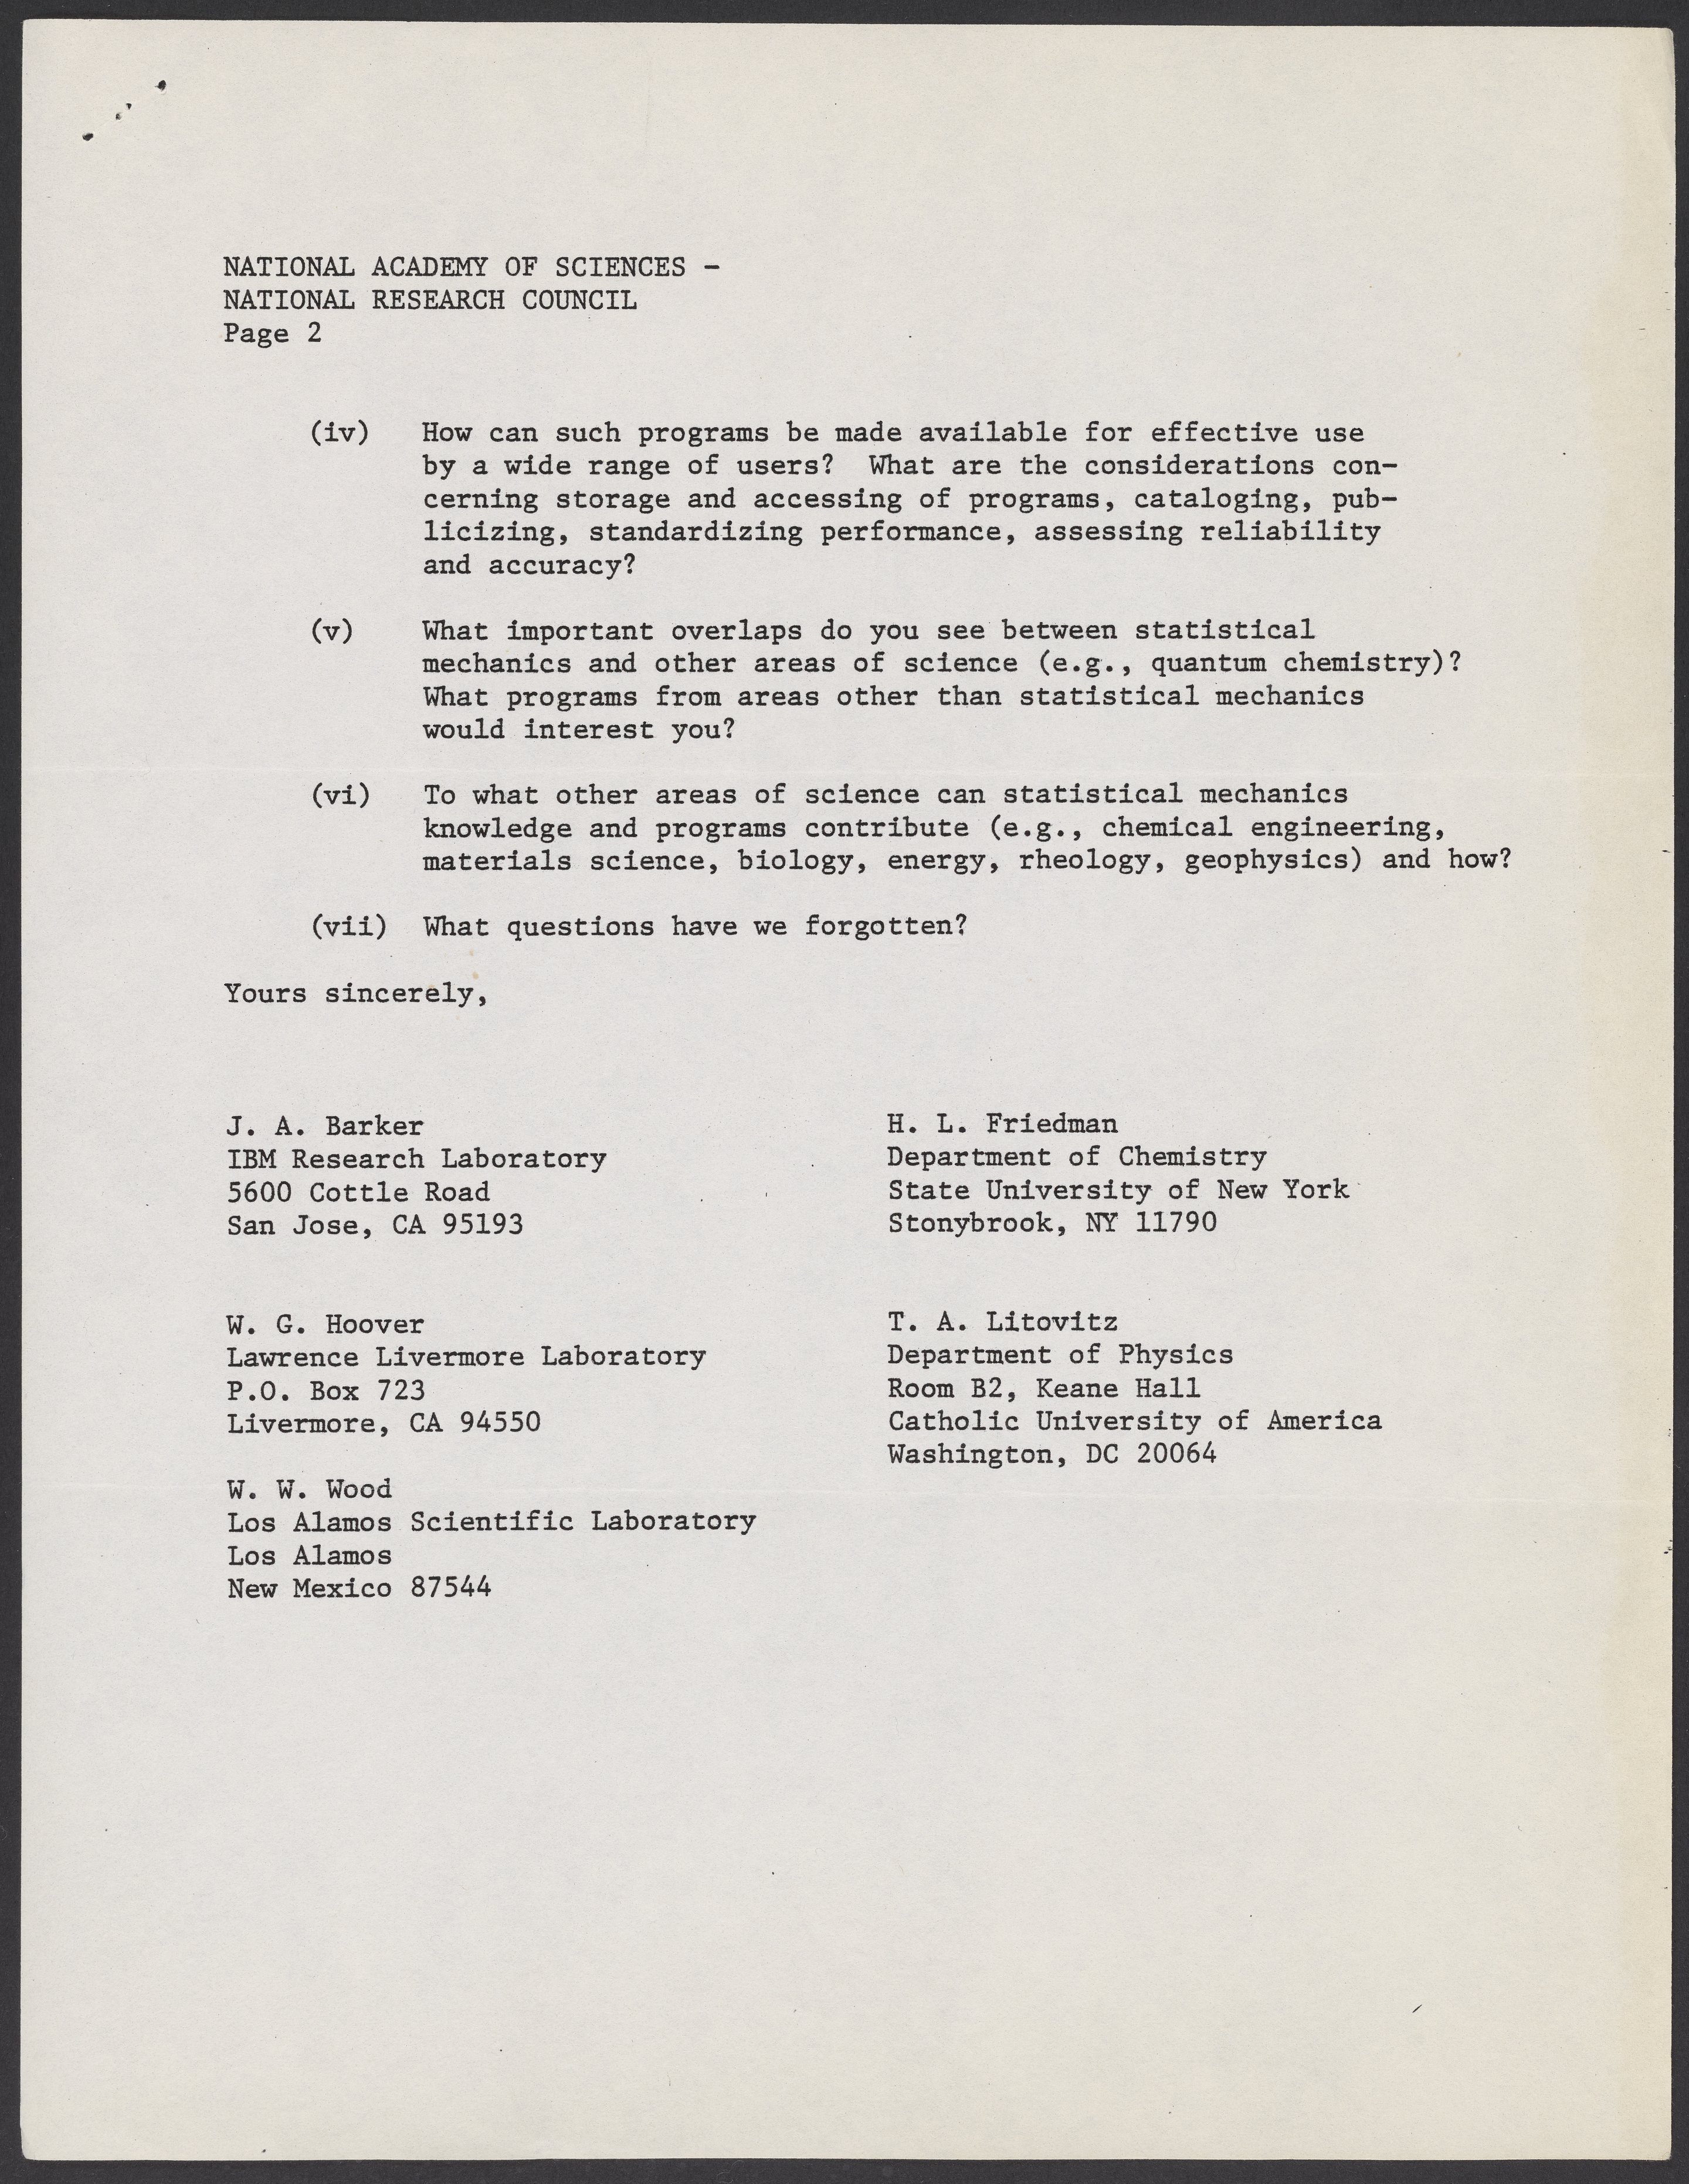 NATIONAL ACADEMY OF SCIENCES -
NATIONAL RESEARCH COUNCIL
Page 2
(iv) How can such programs be made available for effective use
by a wide range of users? What are the considerations con-
cerning storage and accessing of programs, cataloging, pub-
licizing, standardizing performance, assessing reliability
and accuracy?
(v) What important overlaps do you see between statistical
mechanics and other areas of science (e.g., quantum chemistry)?
What programs from areas other than statistical mechanics
would interest you?
(vi) To what other areas of science can statistical mechanics
knowledge and programs contribute (e.g., chemical engineering,
materials science, biology, energy, rheology, geophysics) and how?
(vii) What questions have we forgotten?
Yours sincerely,
J. A. Barker
IBM Research Laboratory
5600 Cottle Road
San Jose, CA 95193
H. L. Friedman
Department of Chemistry
State University of New York
Stonybrook, NY 11790
W. G. Hoover
Lawrence Livermore Laboratory
P.O. Box 723
Livermore, CA 94550
T. A. Litovitz
Department of Physics
Room B2, Keane Hall
Catholic University of America
Washington, DC 20064
W. W. Wood
Los Alamos Scientific Laboratory
Los Alamos
New Mexico 87544